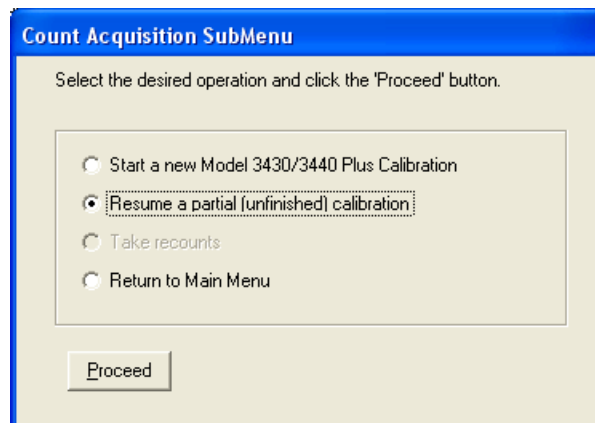 Count Acquisition SubMenu
Select the desired operation and click the 'Proceed' button.
Start a new Model 3430/3440 Plus Calibration
Resume a partial (unfinished) calibration
Take recounts
Return to Main Menu
Proceed